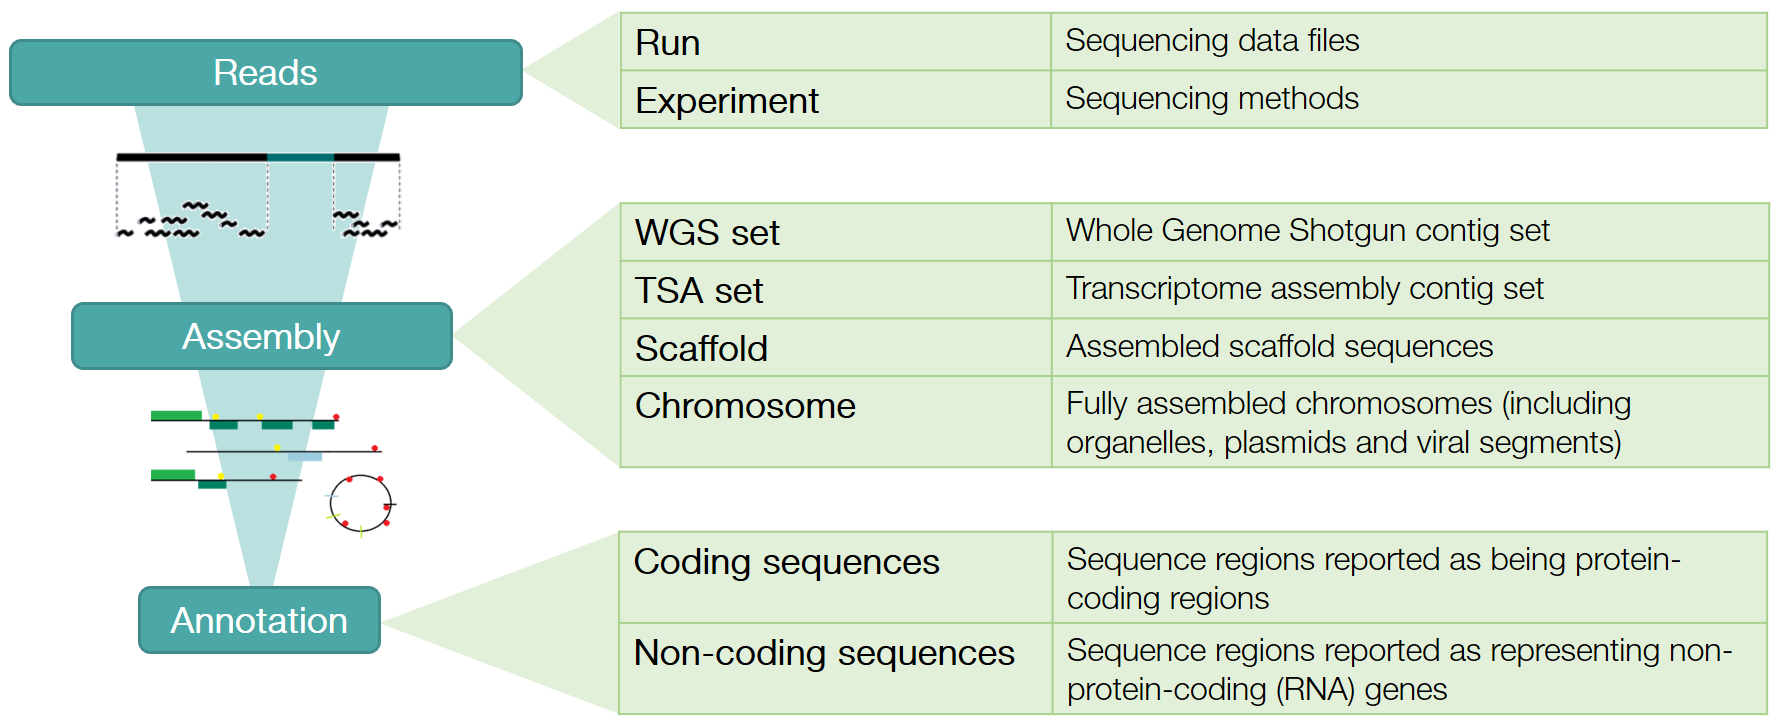 Reads
Run
Sequencing data files
Experiment
Sequencing methods
Assembly
WGS set
Whole Genome Shotgun contig set
TSA set
Transcriptome assembly contig set
Scaffold
Assembled scaffold sequences
Chromosome
Fully assembled chromosomes (including
organelles, plasmids and viral segments)
Annotation
Coding sequences
Sequence regions reported as being protein-
coding regions
Non-coding sequences
Sequence regions reported as representing non-
protein-coding (RNA) genes